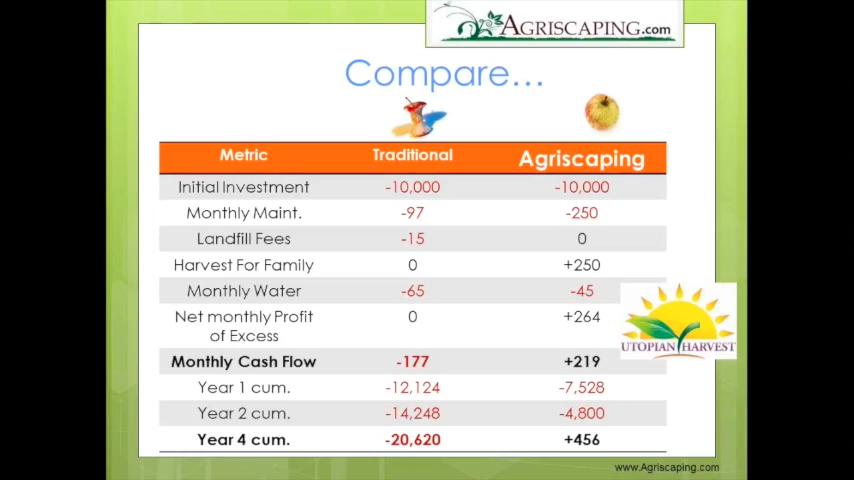 AGRISCAPING.com
Compare...
Metric Traditional Agriscaping
Initial Investment -10,000 -10,000
Monthly Maint. -97 -250
Landfill Fees -15 0
Harvest For Family 0 +250
Monthly Water -65 -45
Net monthly Profit 0 +264
of Excess
UTOPIAN HARVEST
Monthly Cash Flow -177 +219
Year 1 cum. -12,124 -7,528
Year 2 cum. -14,248 -4,800
Year 4 cum. -20,620 +456
www.Agriscaping.com